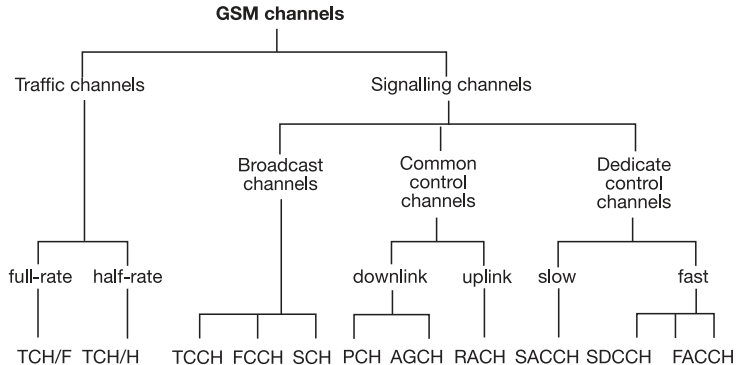 GSM channels
Traffic channels
Signalling channels
Broadcast
channels
Common
control
channels
Dedicate
control
channels
full-rate
half-rate
downlink
uplink
slow
fast
TCH/F
TCH/H
TCCH
FCCH
SCH
PCH
AGCH
RACH
SACCH
SDCCH
FACCH